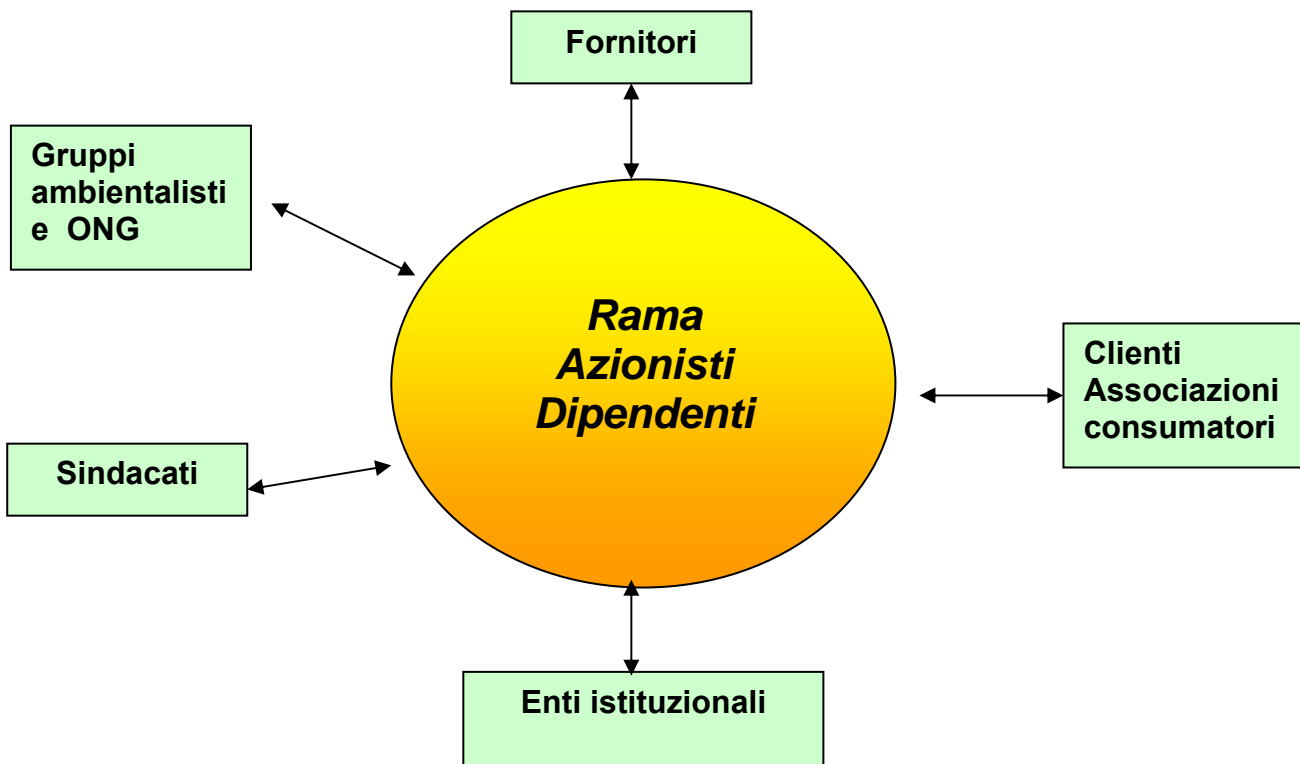 Fornitori
Gruppi
ambientalisti
e ONG
Rama
Azionisti
Dipendenti
Clienti
Associazioni
consumatori
Sindacati
Enti istituzionali